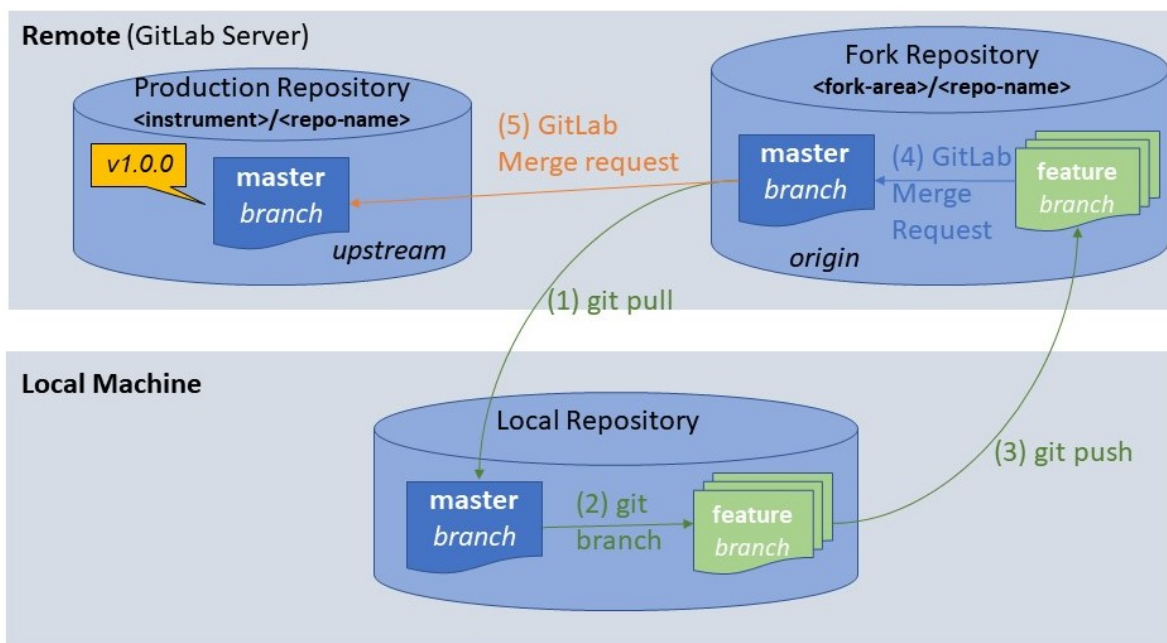 Remote (GitLab Server)
Production Repository
<instrument>/<repo-name>
v1.0.0
master
branch
upstream
(5) GitLab
Merge request
Fork Repository
<fork-area>/<repo-name>
master
branch
(4) GitLab
Merge
Request
feature
branch
origin
(1) git pull
Local Machine
Local Repository
master
branch
(2) git
branch
feature
branch
(3) git push